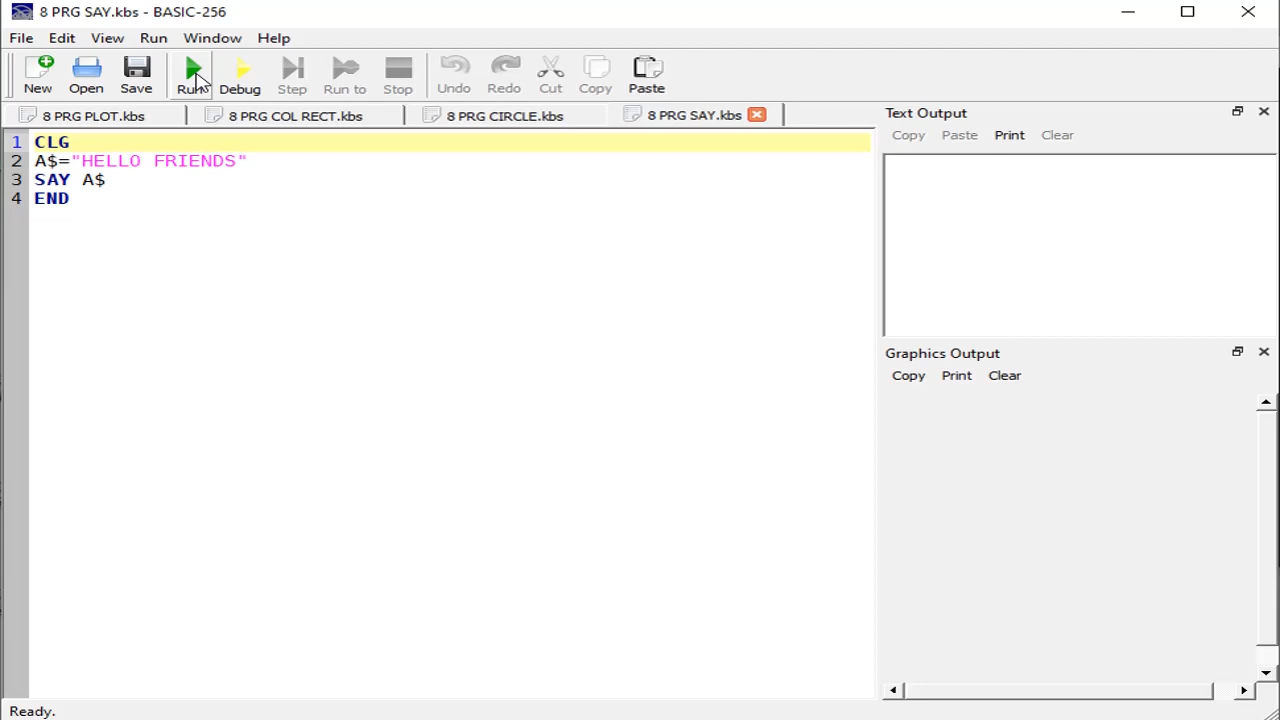 8 PRG SAY.kbs - BASIC-256
File Edit View Run Window Help
New Open Save Run Debug Step Run to Stop Undo Redo Cut Copy Paste
8 PRG PLOT.kbs 8 PRG COL RECT.kbs 8 PRG CIRCLE.kbs 8 PRG SAY.kbs
1 CLG
2 A$="HELLO FRIENDS"
3 SAY A$
4 END
Text Output
Copy Paste Print Clear
Graphics Output
Copy Print Clear
Ready.